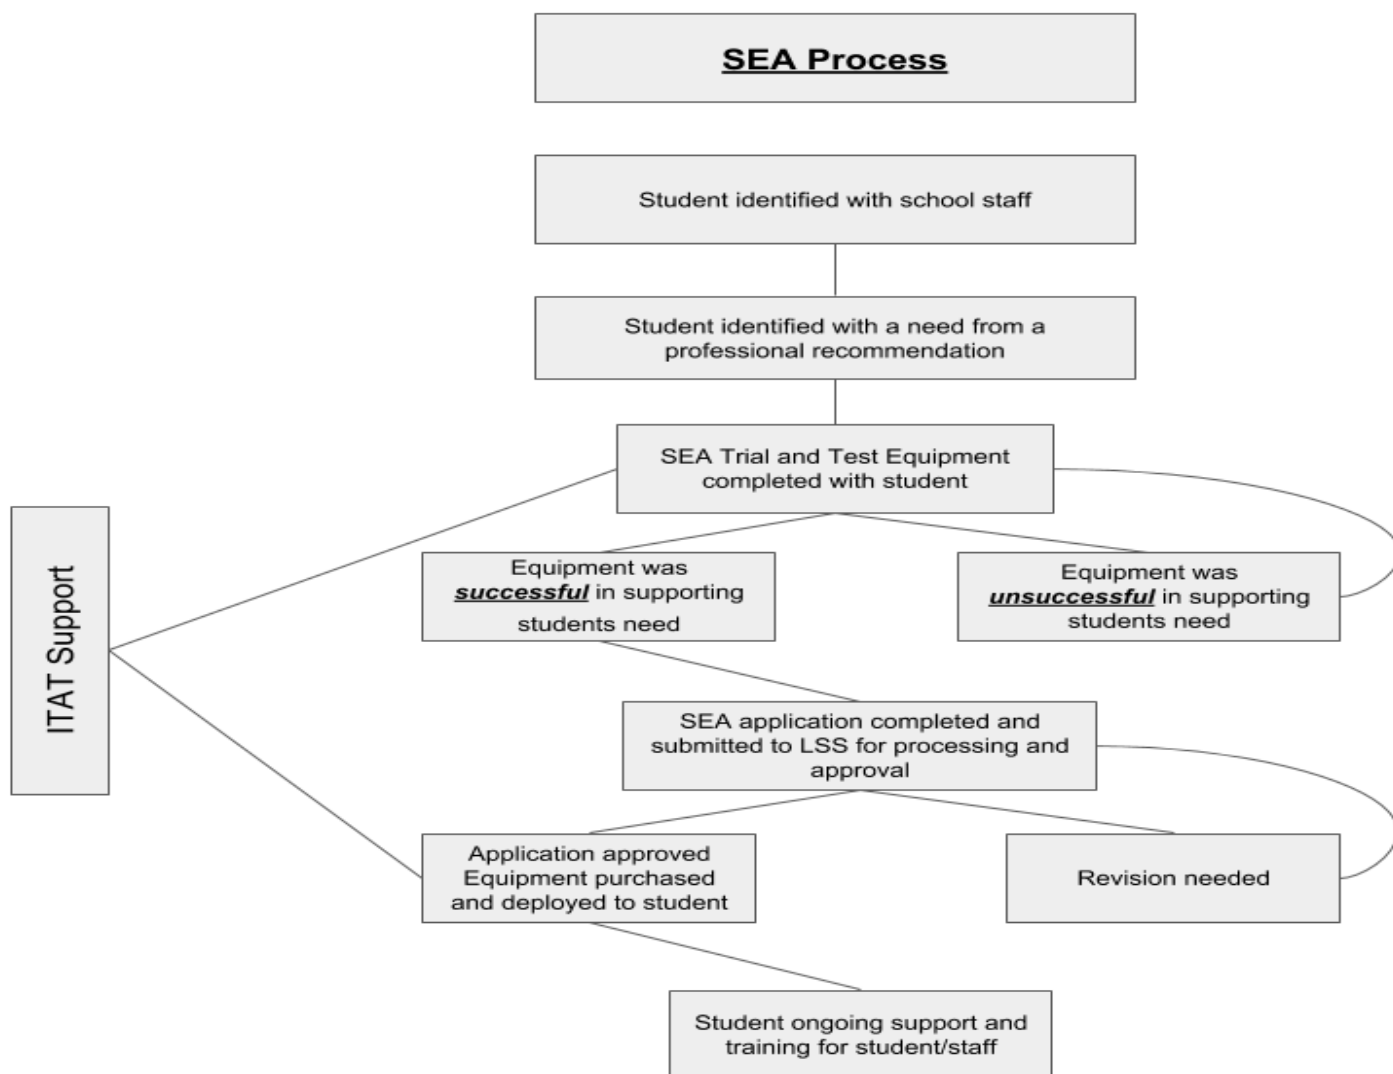 SEA Process
Student identified with school staff
Student identified with a need from a
professional recommendation
SEA Trial and Test Equipment
completed with student
Equipment was
successful in supporting
students need
Equipment was
unsuccessful in supporting
students need
ITAT Support
SEA application completed and
submitted to LSS for processing and
approval
Application approved
Equipment purchased
and deployed to student
Revision needed
Student ongoing support and
training for student/staff